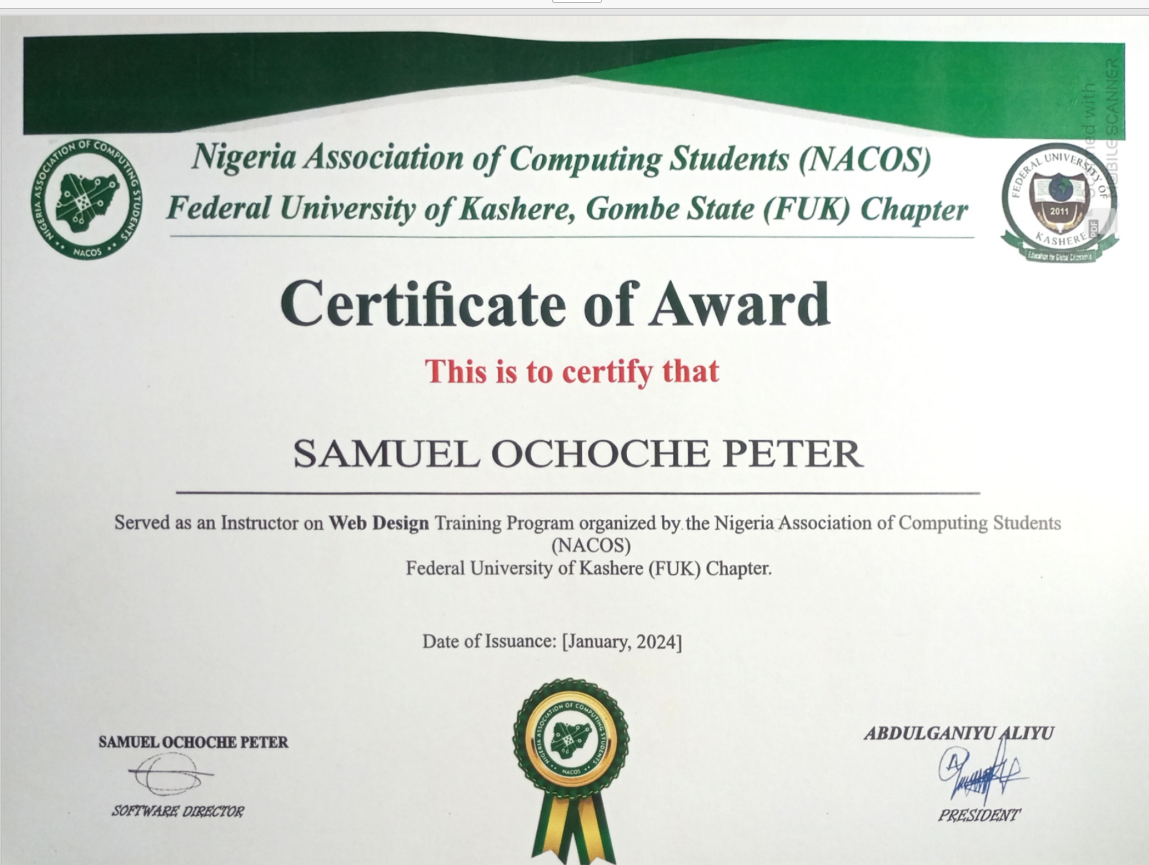 Nigeria Association of Computing Students (NACOS)
Federal University of Kashere, Gombe State (FUK) Chapter
NIGERIA ASSOCIATION OF COMPUTING STUDENTS
NACOS
FEDERAL UNIVERSITY OF
2011
KASHERE
Education for Global
MOBILE SCANNER
PDF
Certificate of Award
This is to certify that
SAMUEL OCHOCHE PETER
Served as an Instructor on Web Design Training Program organized by the Nigeria Association of Computing Students
(NACOS)
Federal University of Kashere (FUK) Chapter.
Date of Issuance: [January, 2024]
NIGERIA ASSOCIATION OF COMPUTING STUDENTS
NACOS
SAMUEL OCHOCHE PETER
SOFTWARE DIRECTOR
ABDULGANIYU ALIYU
PRESIDENT